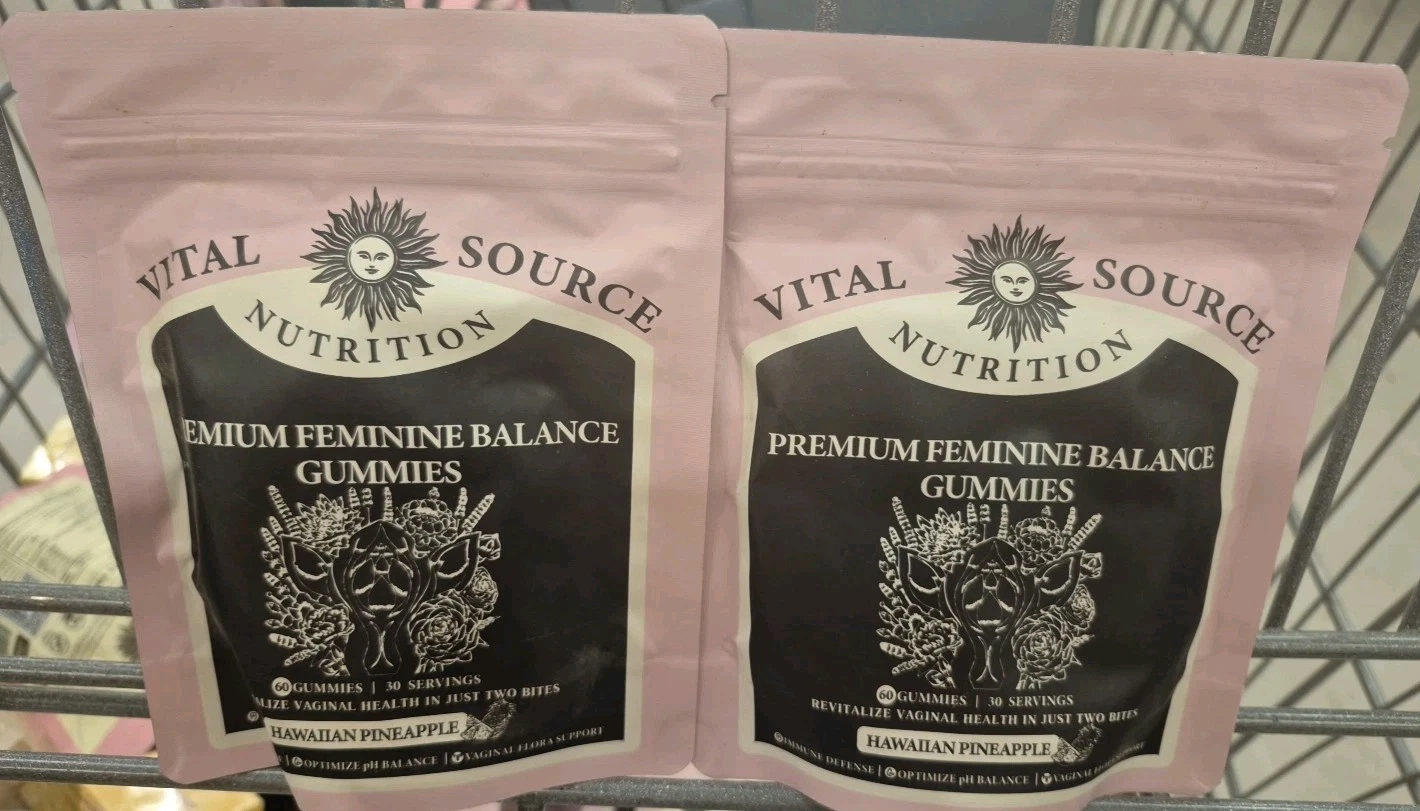 VITAL SOURCE
NUTRITION
EMIUM FEMININE BALANCE
GUMMIES
60 GUMMIES | 30 SERVINGS
LIZE VAGINAL HEALTH IN JUST TWO BITES
HAWAIIAN PINEAPPLE
OPTIMIZE pH BALANCE | VAGINAL FLORA SUPPORT
VITAL SOURCE
NUTRITION
PREMIUM FEMININE BALANCE
GUMMIES
60 GUMMIES | 30 SERVINGS
REVITALIZE VAGINAL HEALTH IN JUST TWO BITES
HAWAIIAN PINEAPPLE
IMMUNE DEFENSE | OPTIMIZE pH BALANCE | VAGINAL